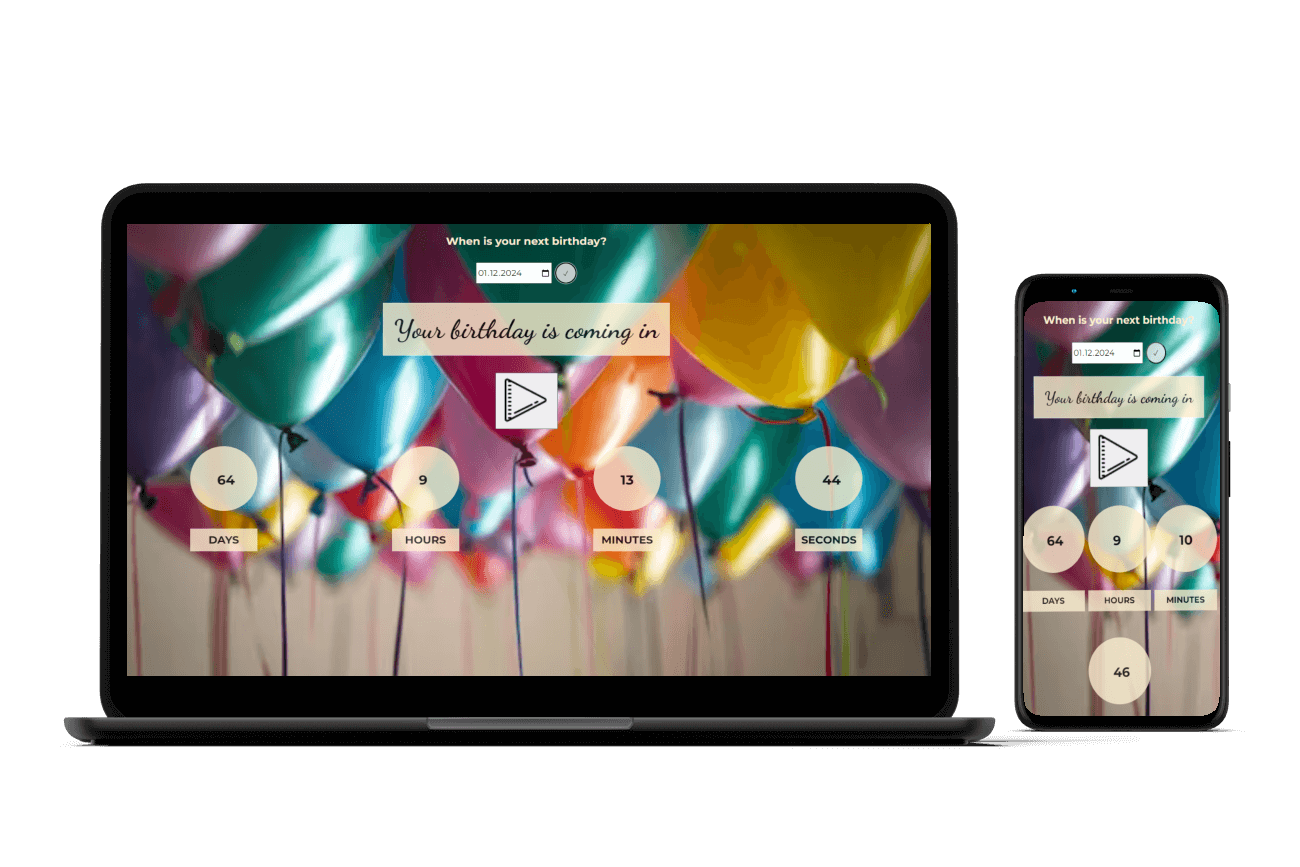 When is your next birthday?
01.12.2024
Your birthday is coming in
64 9 13 44
DAYS HOURS MINUTES SECONDS
When is your next birthday?
01.12.2024
Your birthday is coming in
64 9 10
DAYS HOURS MINUTES
46